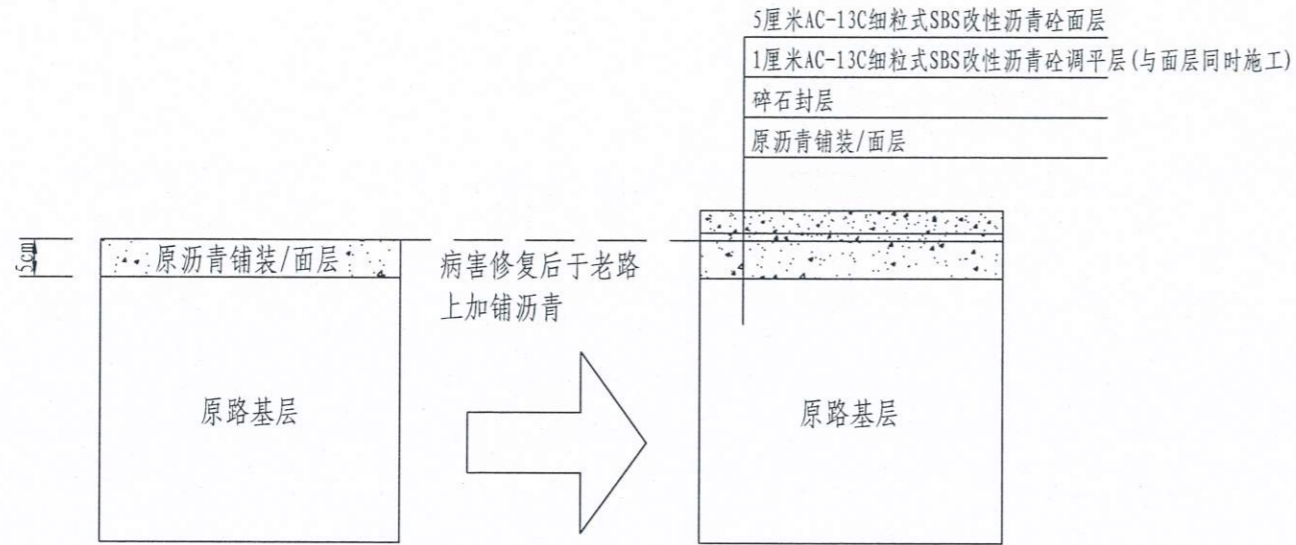 5厘米AC-13C细粒式SBS改性沥青砼面层
1厘米AC-13C细粒式SBS改性沥青砼调平层(与面层同时施工)
碎石封层
原沥青铺装/面层
5cm
原沥青铺装/面层
病害修复后于老路
上加铺沥青
原路基层
原路基层